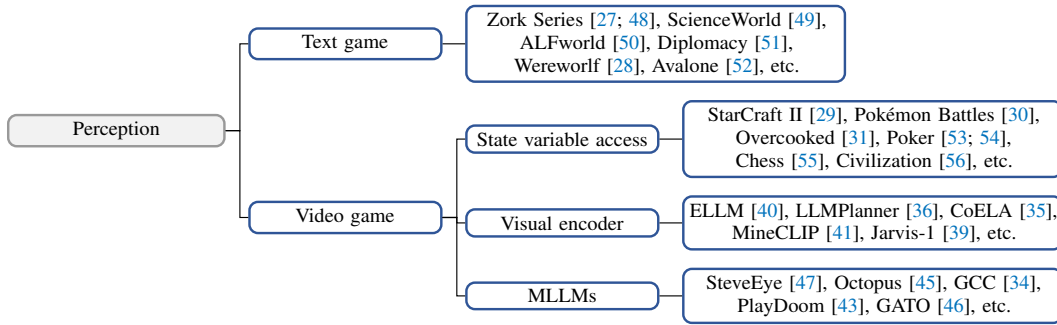 Perception
Text game
Zork Series [27; 48], ScienceWorld [49],
ALFworld [50], Diplomacy [51],
Wereworlf [28], Avalone [52], etc.
Video game
State variable access
StarCraft II [29], Pokémon Battles [30],
Overcooked [31], Poker [53; 54],
Chess [55], Civilization [56], etc.
Visual encoder
ELLM [40], LLMPlanner [36], CoELA [35],
MineCLIP [41], Jarvis-1 [39], etc.
MLLMs
SteveEye [47], Octopus [45], GCC [34],
PlayDoom [43], GATO [46], etc.